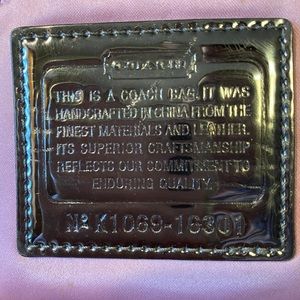 THIS IS A COACH BAG. IT WAS
HANDCRAFTED IN CHINA FROM THE
FINEST MATERIALS AND LEATHER.
ITS SUPERIOR CRAFTSMANSHIP
REFLECTS OUR COMMITMENT TO
ENDURING QUALITY.
Nº K1069-16301